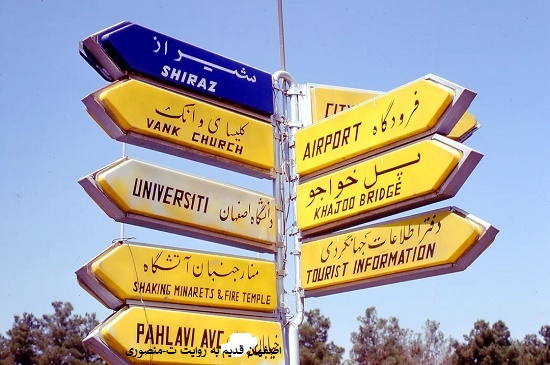 شیراز
SHIRAZ
کلیسای وانک
VANK CHURCH
UNIVERSITI دانشگاه اصفهان
منارجنبان آتشگاه
SHAKING MINARETS & FIRE TEMPLE
PAHLAVI AVE
اصفهان قدیم به روایت ت-منصوری
CITY
فرودگاه
AIRPORT
پل خواجو
KHAJOO BRIDGE
دفتر اطلاعات جهانگردی
TOURIST INFORMATION